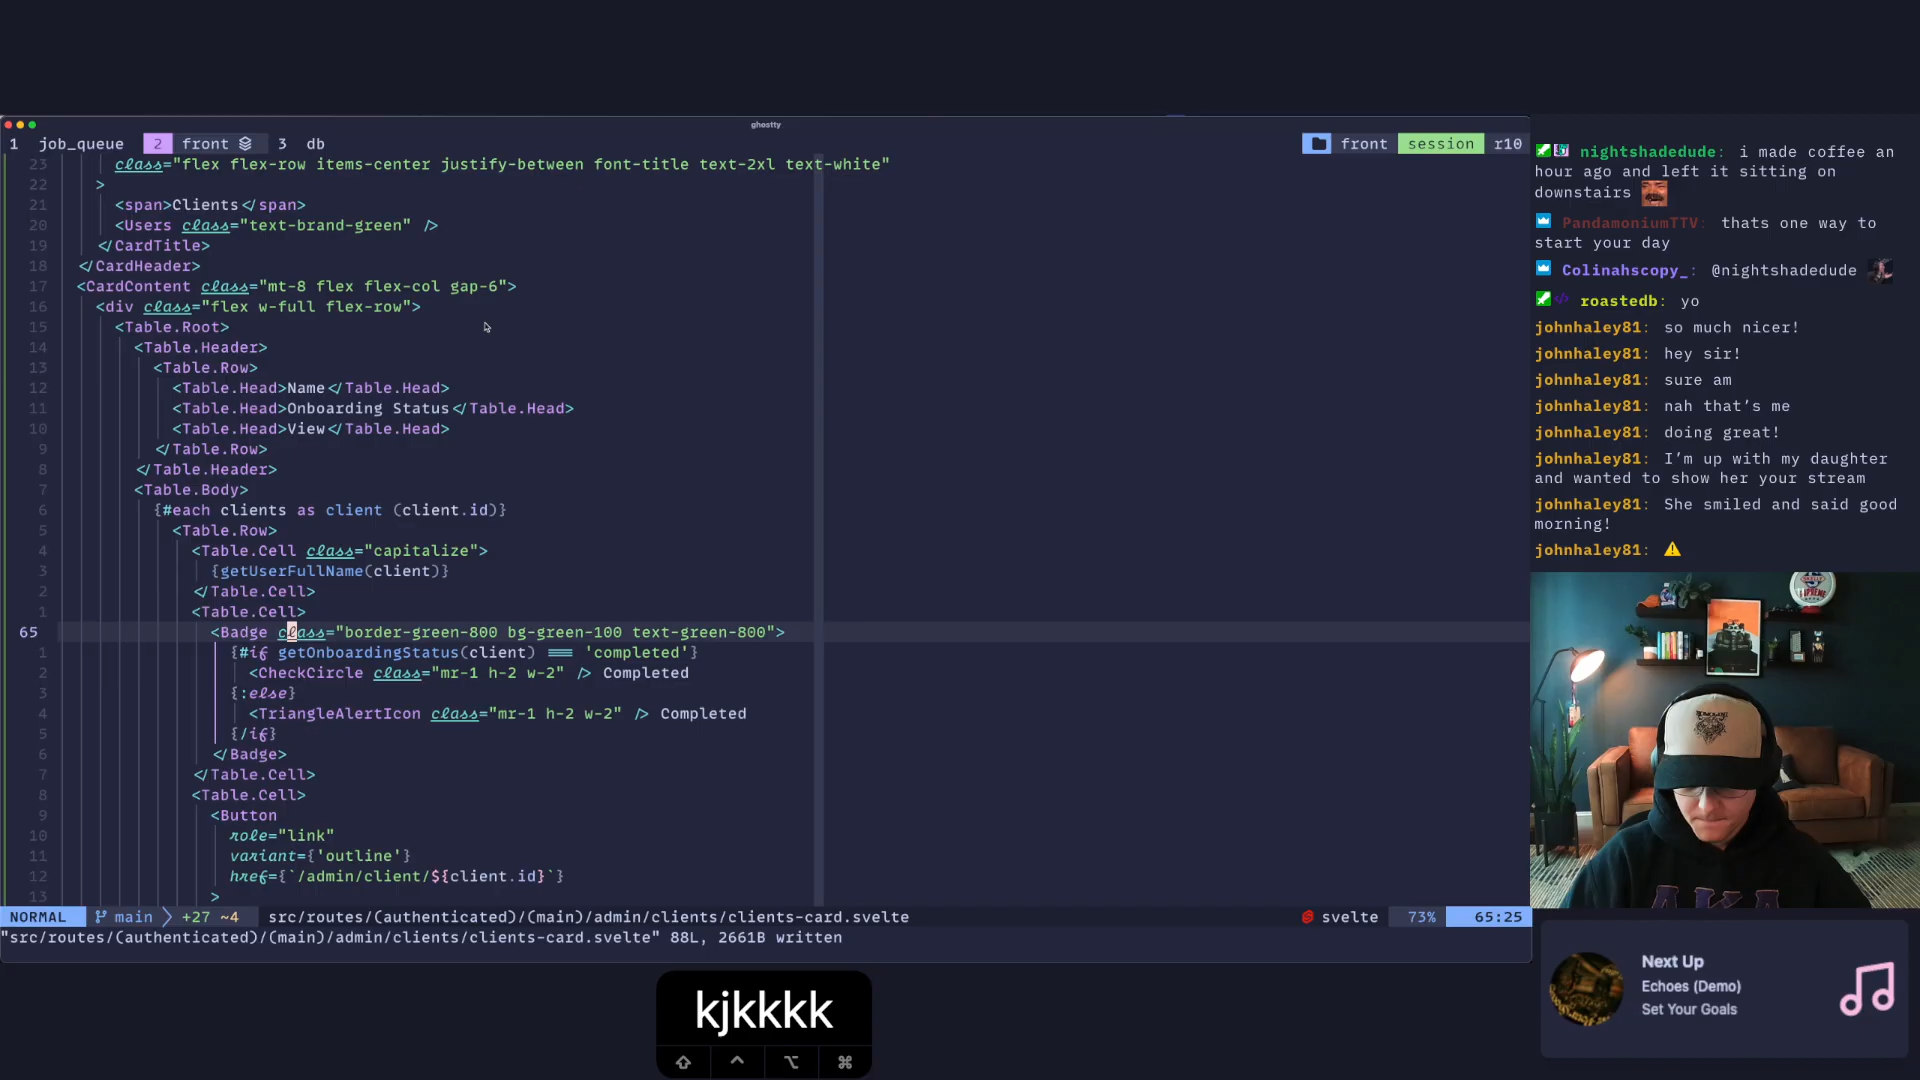 ghostty
1 job_queue 2 front 3 db
front session r10
23 class="flex flex-row items-center justify-between font-title text-2xl text-white"
22 >
21 <span>Clients</span>
20 <Users class="text-brand-green" />
19 </CardTitle>
18 </CardHeader>
17 <CardContent class="mt-8 flex flex-col gap-6">
16 <div class="flex w-full flex-row">
15 <Table.Root>
14 <Table.Header>
13 <Table.Row>
12 <Table.Head>Name</Table.Head>
11 <Table.Head>Onboarding Status</Table.Head>
10 <Table.Head>View</Table.Head>
9 </Table.Row>
8 </Table.Header>
7 <Table.Body>
6 {#each clients as client (client.id)}
5 <Table.Row>
4 <Table.Cell class="capitalize">
3 {getUserFullName(client)}
2 </Table.Cell>
1 <Table.Cell>
65 <Badge class="border-green-800 bg-green-100 text-green-800">
1 {#if getOnboardingStatus(client) === 'completed'}
2 <CheckCircle class="mr-1 h-2 w-2" /> Completed
3 {:else}
4 <TriangleAlertIcon class="mr-1 h-2 w-2" /> Completed
5 {/if}
6 </Badge>
7 </Table.Cell>
8 <Table.Cell>
9 <Button
10 role="link"
11 variant={'outline'}
12 href={`/admin/client/${client.id}`}
13 >
NORMAL main +27 ~4 src/routes/(authenticated)/(main)/admin/clients/clients-card.svelte svelte 73% 65:25
"src/routes/(authenticated)/(main)/admin/clients/clients-card.svelte" 88L, 2661B written
kjkkkk
nightshadedude: i made coffee an
hour ago and left it sitting on
downstairs
PandamoniumTTV: thats one way to
start your day
Colinahscopy_: @nightshadedude
roastedb: yo
johnhaley81: so much nicer!
johnhaley81: hey sir!
johnhaley81: sure am
johnhaley81: nah that's me
johnhaley81: doing great!
johnhaley81: I'm up with my daughter
and wanted to show her your stream
johnhaley81: She smiled and said good
morning!
johnhaley81: ⚠️
SUPREME
AKA
Next Up
Echoes (Demo)
Set Your Goals